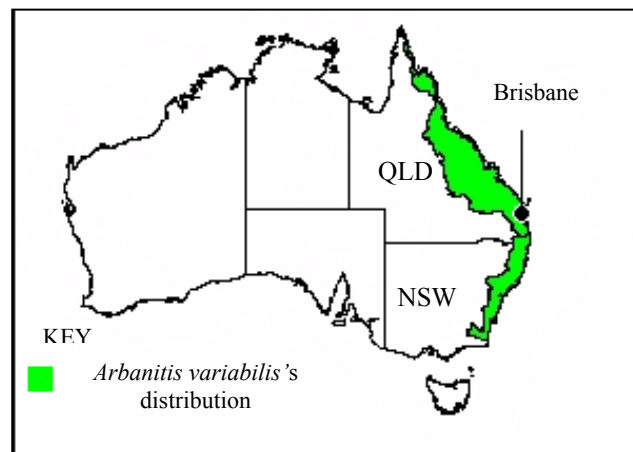 Brisbane
QLD
NSW
KEY
Arbanitis variabilis’s
distribution